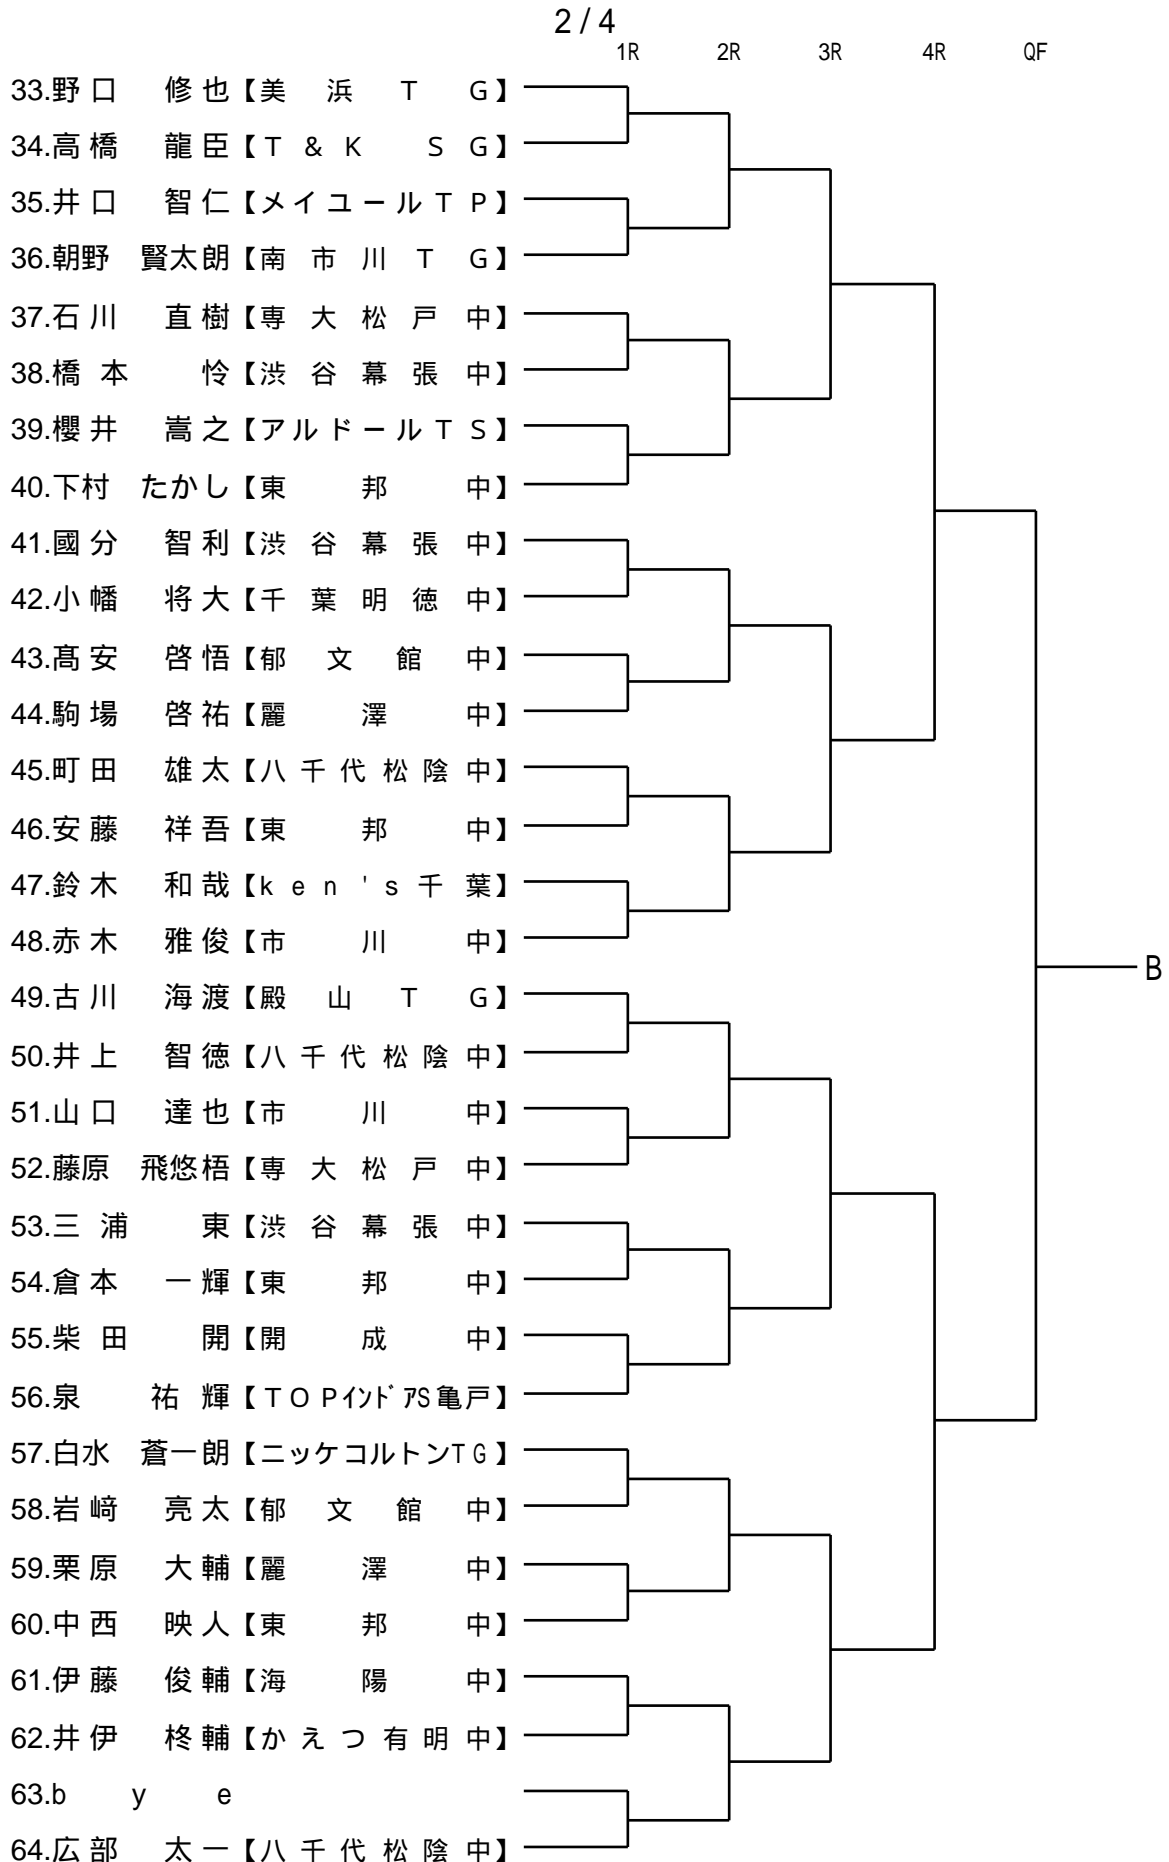 2 / 4
1R 2R 3R 4R QF
33.野口 修也【美浜TG】
34.高橋 龍臣【T&K SG】
35.井口 智仁【メイユールTP】
36.朝野 賢太朗【南市川TG】
37.石川 直樹【専大松戸中】
38.橋本 怜【渋谷幕張中】
39.櫻井 嵩之【アルドールTS】
40.下村 たかし【東邦中】
41.國分 智利【渋谷幕張中】
42.小幡 将大【千葉明徳中】
43.髙安 啓悟【郁文館中】
44.駒場 啓祐【麗澤中】
45.町田 雄太【八千代松陰中】
46.安藤 祥吾【東邦中】
47.鈴木 和哉【ken's千葉】
48.赤木 雅俊【市川中】
B
49.古川 海渡【殿山TG】
50.井上 智徳【八千代松陰中】
51.山口 達也【市川中】
52.藤原 飛悠梧【専大松戸中】
53.三浦 東【渋谷幕張中】
54.倉本 一輝【東邦中】
55.柴田 開【開成中】
56.泉 祐輝【TOPインドアS亀戸】
57.白水 蒼一朗【ニッケコルトンTG】
58.岩﨑 亮太【郁文館中】
59.栗原 大輔【麗澤中】
60.中西 映人【東邦中】
61.伊藤 俊輔【海陽中】
62.井伊 柊輔【かえつ有明中】
63.bye
64.広部 太一【八千代松陰中】